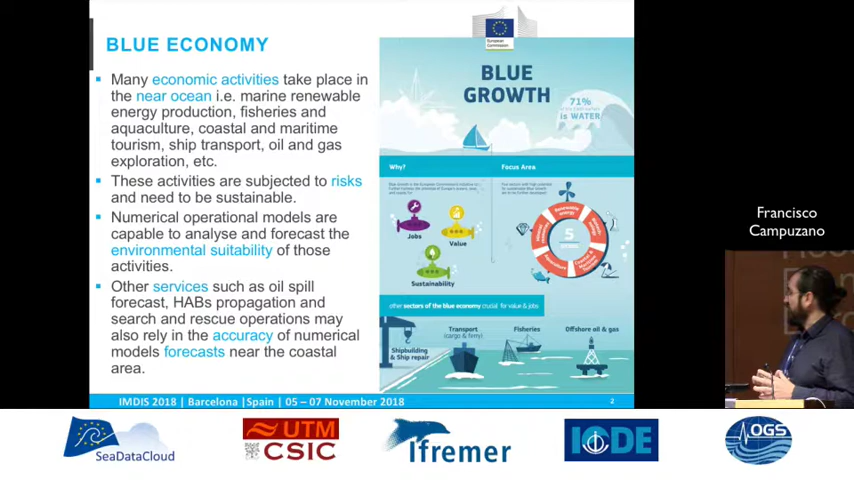 BLUE ECONOMY
Many economic activities take place in
the near ocean i.e. marine renewable
energy production, fisheries and
aquaculture, coastal and maritime
tourism, ship transport, oil and gas
exploration, etc.
These activities are subjected to risks
and need to be sustainable.
Numerical operational models are
capable to analyse and forecast the
environmental suitability of those
activities.
Other services such as oil spill
forecast, HABs propagation and
search and rescue operations may
also rely in the accuracy of numerical
models forecasts near the coastal
area.
European
Commission
BLUE
GROWTH
71%
is WATER
Why?
Focus Area
Jobs
Value
Sustainability
Renewable
energy
5
Aquaculture
other sectors of the blue economy crucial for value & jobs
Shipbuilding
& Ship repair
Transport
(cargo & ferry)
Fisheries
Offshore oil & gas
IMDIS 2018 | Barcelona |Spain | 05 – 07 November 2018
2
Francisco
Campuzano
SeaDataCloud
UTM
CSIC
Ifremer
IODE
OGS